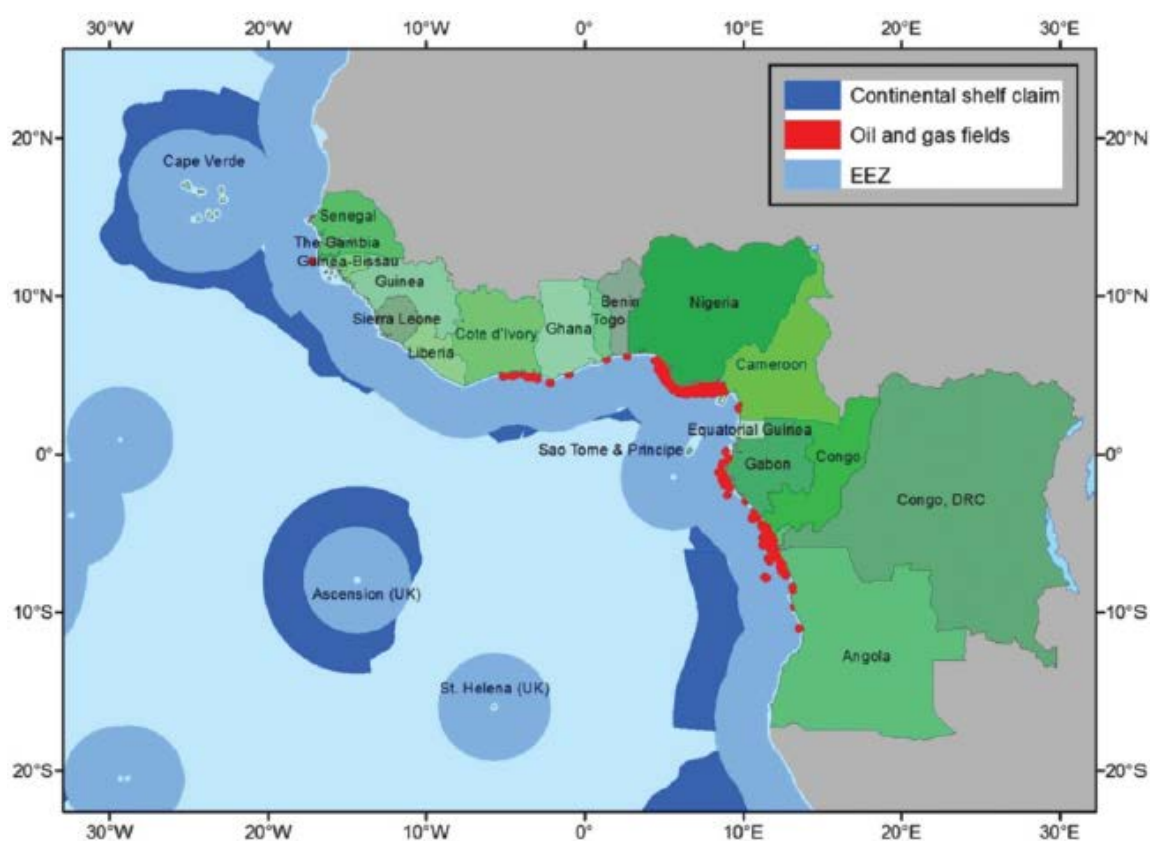 30°W 20°W 10°W 0° 10°E 20°E 30°E
Continental shelf claim
Oil and gas fields
EEZ
20°N 20°N
Cape Verde
Senegal
The Gambia
Guinea-Bissau
Guinea
10°N 10°N
Sierra Leone
Liberia
Cote d'Ivory
Ghana
Benin
Togo
Nigeria
Cameroon
Equatorial Guinea
Sao Tome & Principe
0° 0°
Gabon
Congo
Congo, DRC
Ascension (UK)
10°S 10°S
Angola
St. Helena (UK)
20°S 20°S
30°W 20°W 10°W 0° 10°E 20°E 30°E